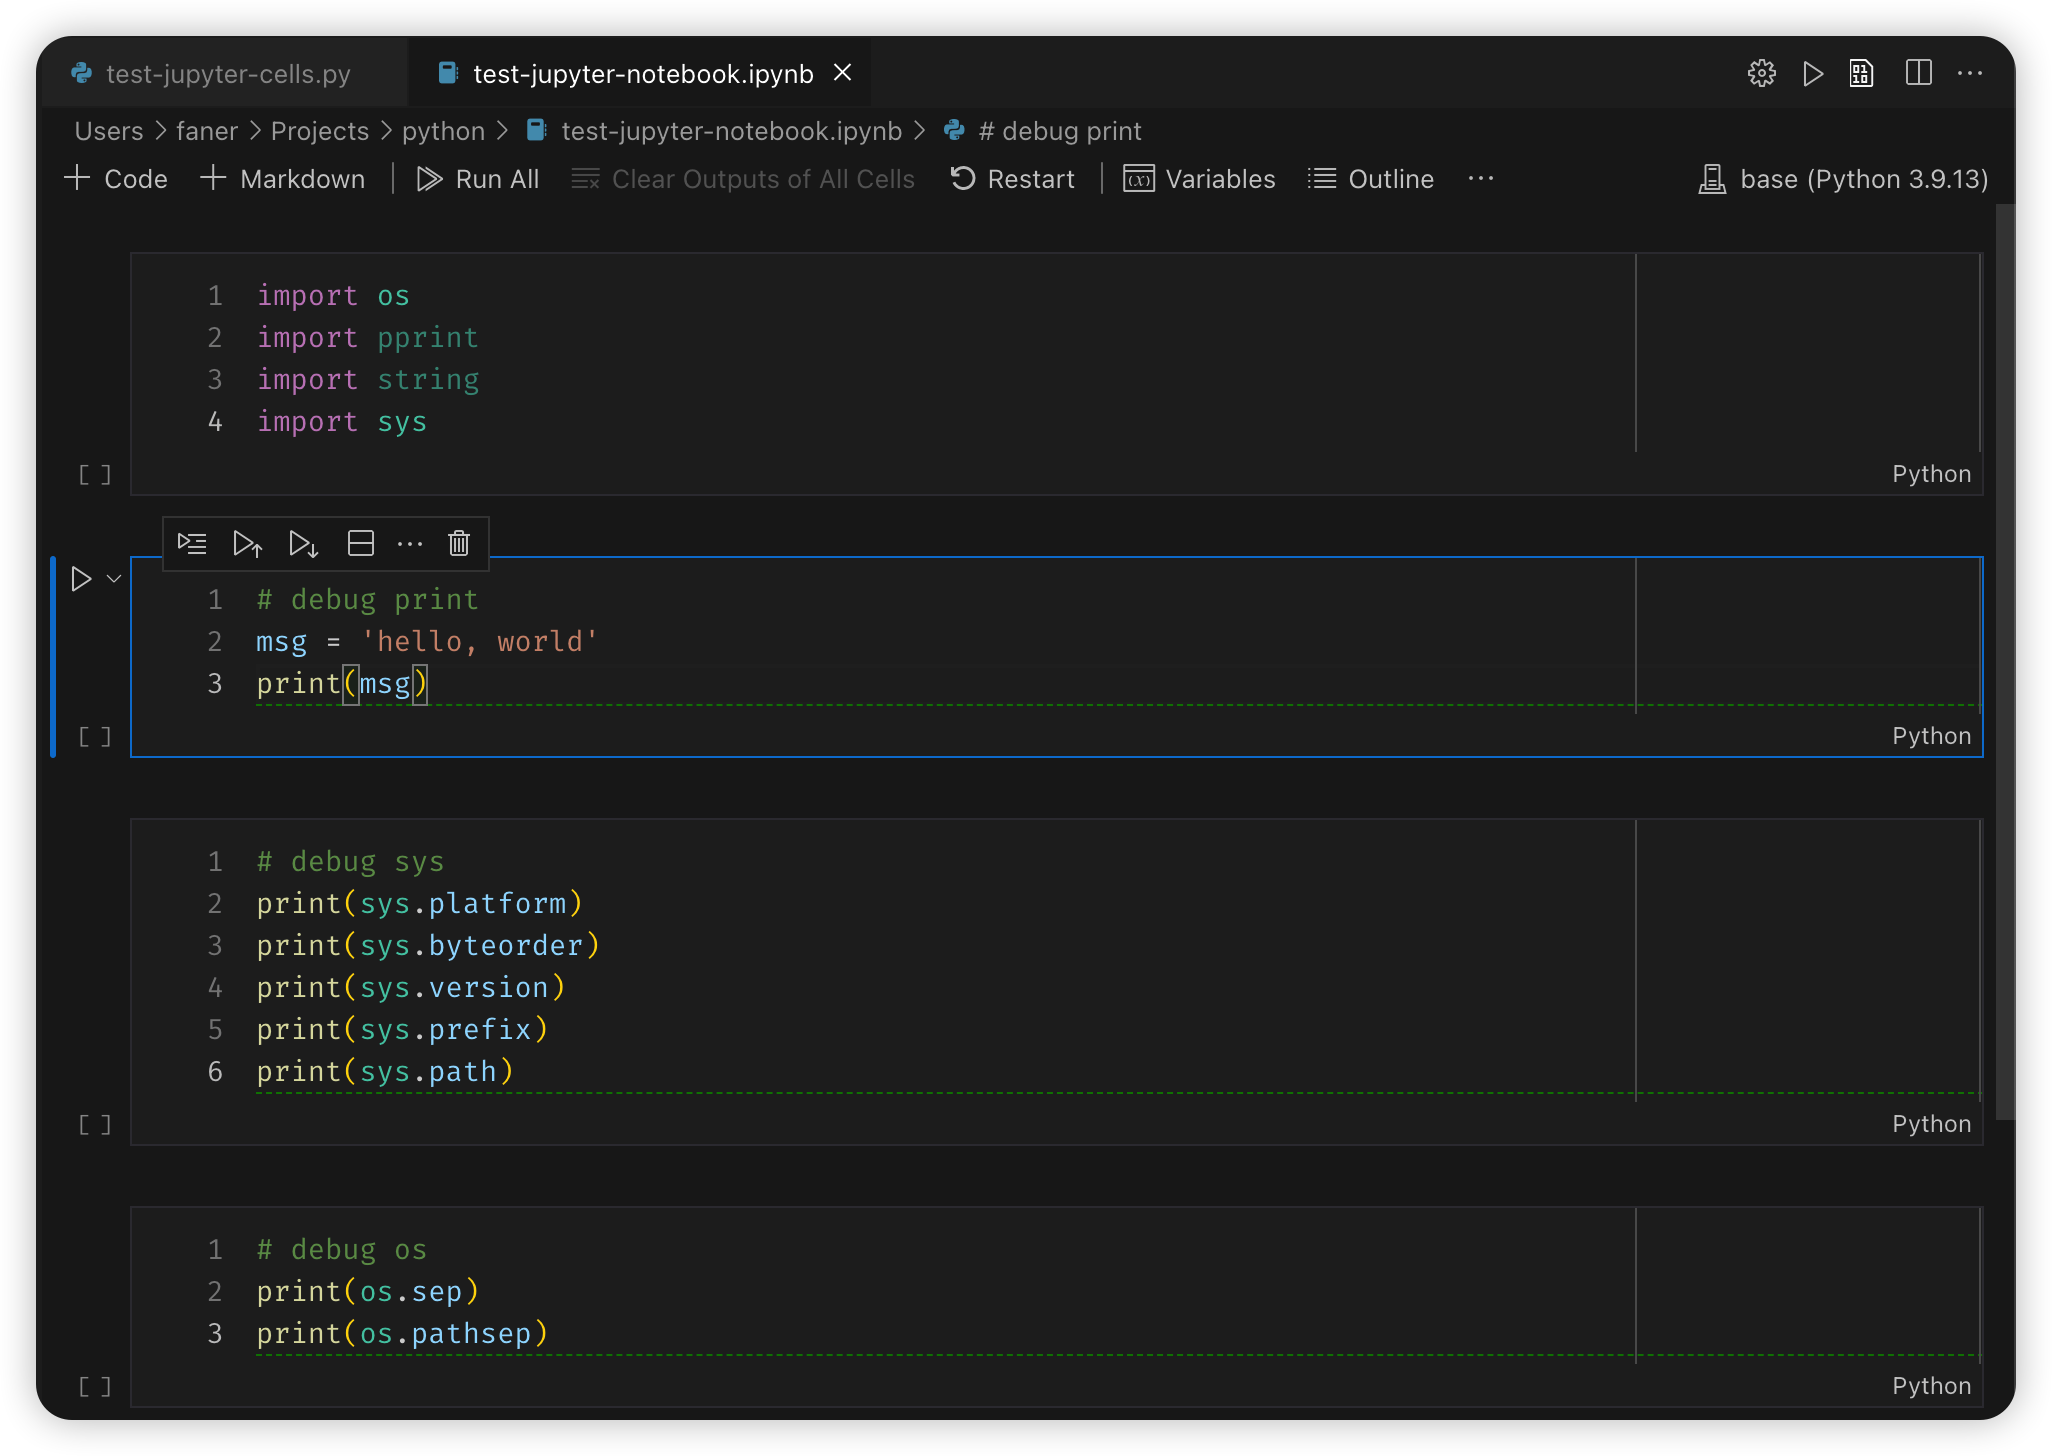 test-jupyter-cells.py test-jupyter-notebook.ipynb
Users > faner > Projects > python > test-jupyter-notebook.ipynb > # debug print
Code Markdown Run All Clear Outputs of All Cells Restart Variables Outline ··· base (Python 3.9.13)
1 import os
2 import pprint
3 import string
4 import sys
[ ] Python
1 # debug print
2 msg = 'hello, world'
3 print(msg)
[ ] Python
1 # debug sys
2 print(sys.platform)
3 print(sys.byteorder)
4 print(sys.version)
5 print(sys.prefix)
6 print(sys.path)
[ ] Python
1 # debug os
2 print(os.sep)
3 print(os.pathsep)
[ ] Python